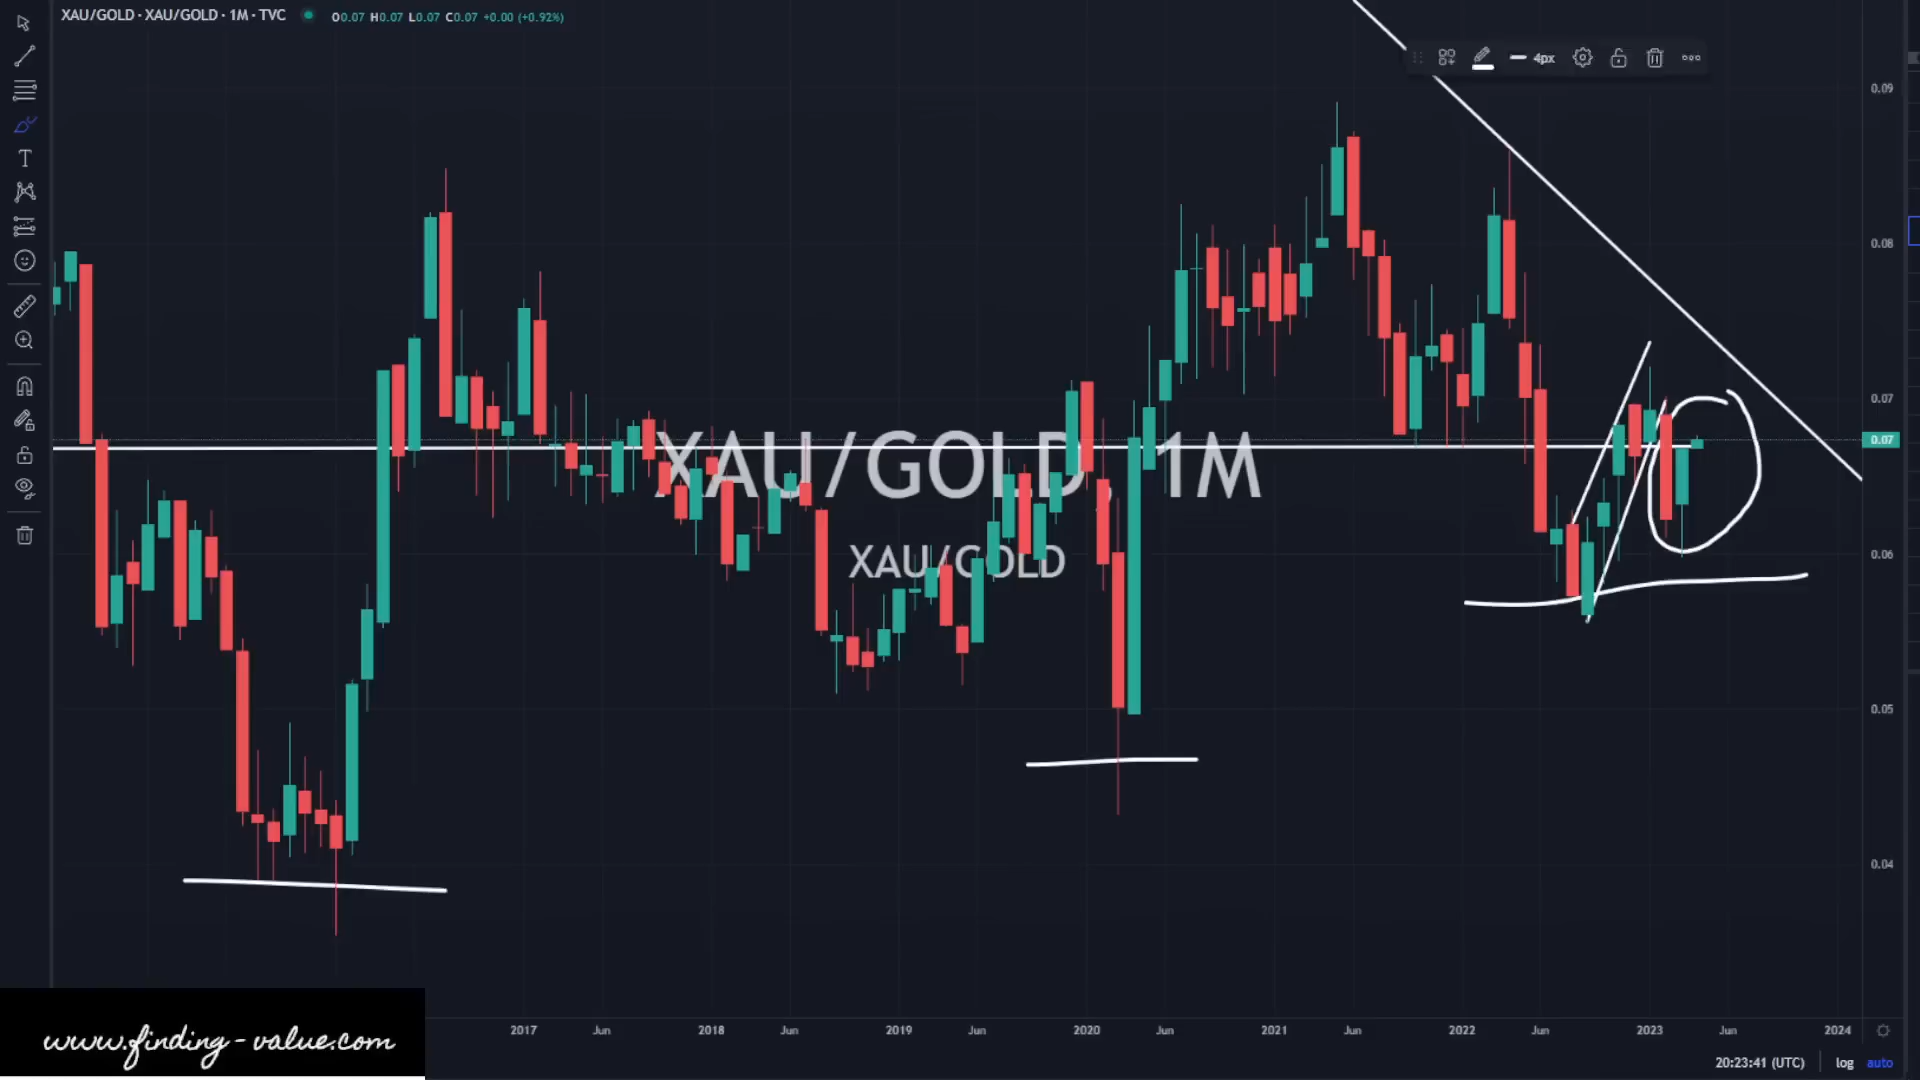 XAU/GOLD · XAU/GOLD · 1M · TVC O0.07 H0.07 L0.07 C0.07 +0.00 (+0.92%)
4px
0.09
0.08
0.07
0.07
XAU/GOLD, 1M
XAU/GOLD
0.06
0.05
0.04
2017 Jun 2018 Jun 2019 Jun 2020 Jun 2021 Jun 2022 Jun 2023 Jun 2024
www.finding-value.com
20:23:41 (UTC) log auto